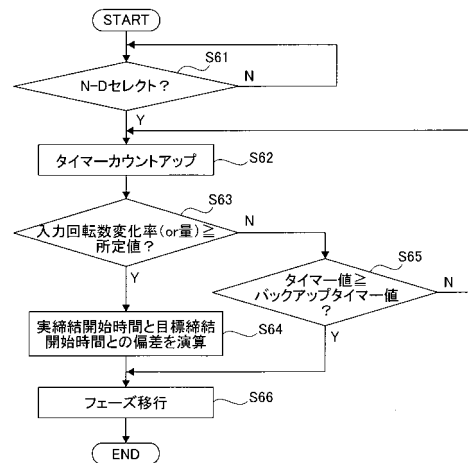 START
S61
N-Dセレクト?
N
Y
タイマーカウントアップ
S62
S63
入力回転数変化率(or量)≧
所定値?
N
Y
S65
タイマー値≧
バックアップタイマー値
?
N
Y
実締結開始時間と目標締結
開始時間との偏差を演算
S64
フェーズ移行
S66
END